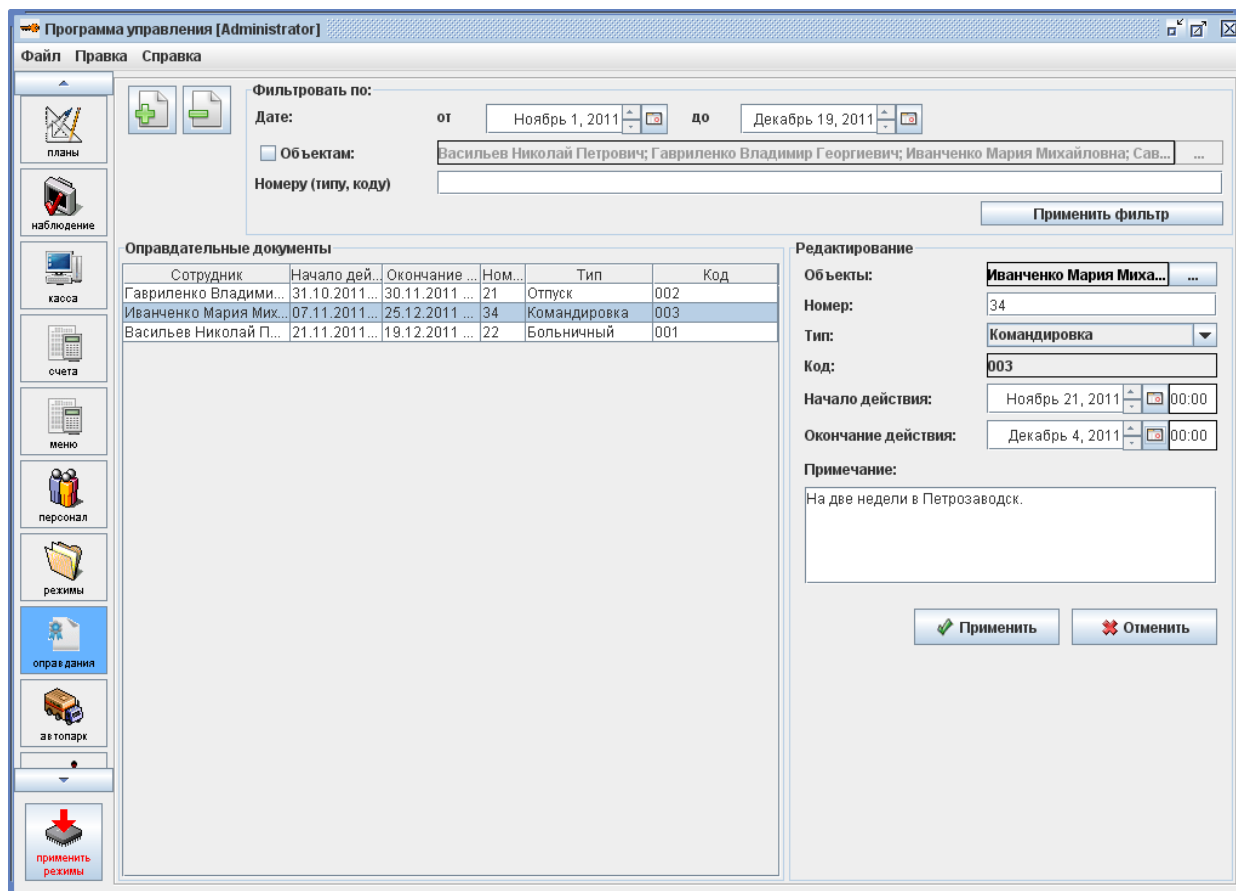 Программа управления [Administrator]
Файл Правка Справка
планы
наблюдение
касса
счета
меню
персонал
режимы
оправдания
автопарк
применить
режимы
Фильтровать по:
Дате: от Ноябрь 1, 2011 до Декабрь 19, 2011
Объектам: Васильев Николай Петрович; Гавриленко Владимир Георгиевич; Иванченко Мария Михайловна; Сав... ...
Номеру (типу, коду)
Применить фильтр
Оправдательные документы
Сотрудник Начало дей... Окончание ... Ном... Тип Код
Гавриленко Владими... 31.10.2011... 30.11.2011 ... 21 Отпуск 002
Иванченко Мария Мих... 07.11.2011... 25.12.2011 ... 34 Командировка 003
Васильев Николай П... 21.11.2011... 19.12.2011 ... 22 Больничный 001
Редактирование
Объекты: Иванченко Мария Миха... ...
Номер: 34
Тип: Командировка
Код: 003
Начало действия: Ноябрь 21, 2011 00:00
Окончание действия: Декабрь 4, 2011 00:00
Примечание:
На две недели в Петрозаводск.
Применить Отменить